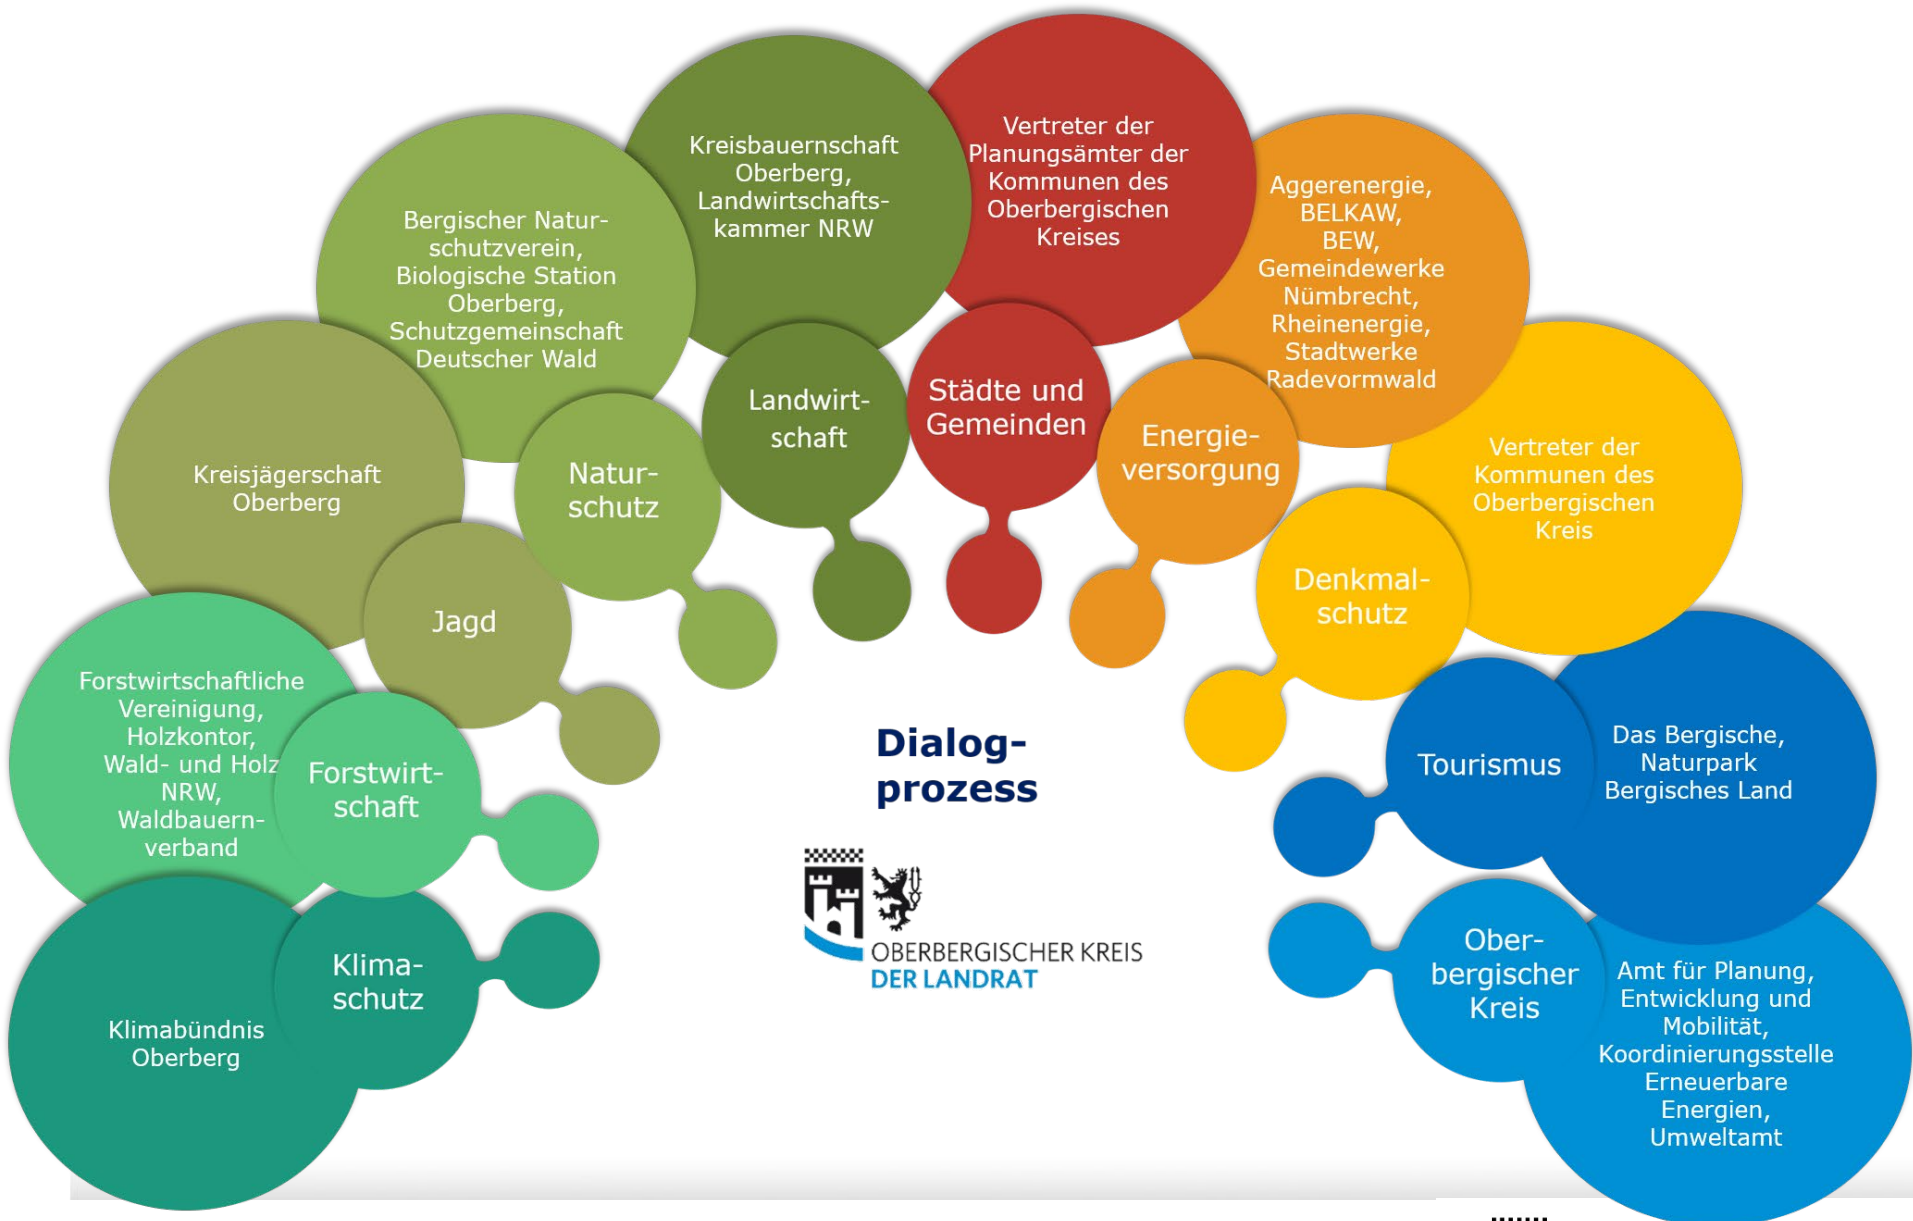 Klimabündnis
Oberberg
Klima-
schutz
Forstwirtschaftliche
Vereinigung,
Holzkontor,
Wald- und Holz
NRW,
Waldbauern-
verband
Forstwirt-
schaft
Kreisjägerschaft
Oberberg
Jagd
Bergischer Natur-
schutzverein,
Biologische Station
Oberberg,
Schutzgemeinschaft
Deutscher Wald
Natur-
schutz
Kreisbauernschaft
Oberberg,
Landwirtschafts-
kammer NRW
Landwirt-
schaft
Vertreter der
Planungsämter der
Kommunen des
Oberbergischen
Kreises
Städte und
Gemeinden
Aggerenergie,
BELKAW,
BEW,
Gemeindewerke
Nümbrecht,
Rheinenergie,
Stadtwerke
Radevormwald
Energie-
versorgung
Vertreter der
Kommunen des
Oberbergischen
Kreis
Denkmal-
schutz
Das Bergische,
Naturpark
Bergisches Land
Tourismus
Amt für Planung,
Entwicklung und
Mobilität,
Koordinierungsstelle
Erneuerbare
Energien,
Umweltamt
Ober-
bergischer
Kreis
Dialog-
prozess
OBERBERGISCHER KREIS
DER LANDRAT